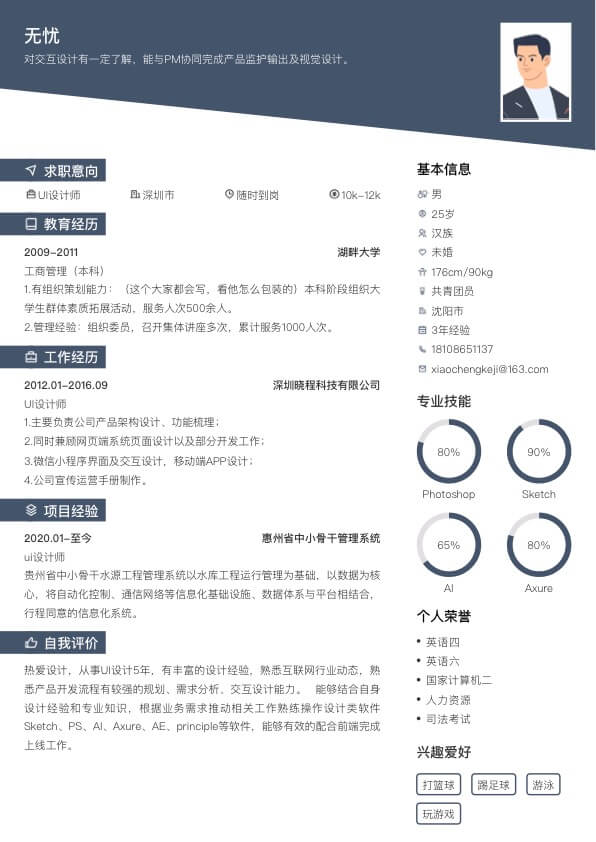 无忧
对交互设计有一定了解，能与PM协同完成产品监护输出及视觉设计。
求职意向
UI设计师 深圳市 随时到岗 10k-12k
教育经历
2009-2011 湖畔大学
工商管理（本科）
1.有组织策划能力：（这个大家都会写，看他怎么包装的）本科阶段组织大
学生群体素质拓展活动，服务人次500余人。
2.管理经验：组织委员，召开集体讲座多次，累计服务1000人次。
工作经历
2012.01-2016.09 深圳晓程科技有限公司
UI设计师
1.主要负责公司产品架构设计、功能梳理；
2.同时兼顾网页端系统页面设计以及部分开发工作；
3.微信小程序界面及交互设计，移动端APP设计；
4.公司宣传运营手册制作。
项目经验
2020.01-至今 惠州省中小骨干管理系统
ui设计师
贵州省中小骨干水源工程管理系统以水库工程运行管理为基础，以数据为核
心，将自动化控制、通信网络等信息化基础设施、数据体系与平台相结合，
行程同意的信息化系统。
自我评价
热爱设计，从事UI设计5年，有丰富的设计经验，熟悉互联网行业动态，熟
悉产品开发流程有较强的规划、需求分析、交互设计能力。 能够结合自身
设计经验和专业知识，根据业务需求推动相关工作熟练操作设计类软件
Sketch、PS、AI、Axure、AE、principle等软件，能够有效的配合前端完成
上线工作。
基本信息
男
25岁
汉族
未婚
176cm/90kg
共青团员
沈阳市
3年经验
18108651137
xiaochengkeji@163.com
专业技能
80% 90%
Photoshop Sketch
65% 80%
AI Axure
个人荣誉
英语四
英语六
国家计算机二
人力资源
司法考试
兴趣爱好
打篮球 踢足球 游泳
玩游戏